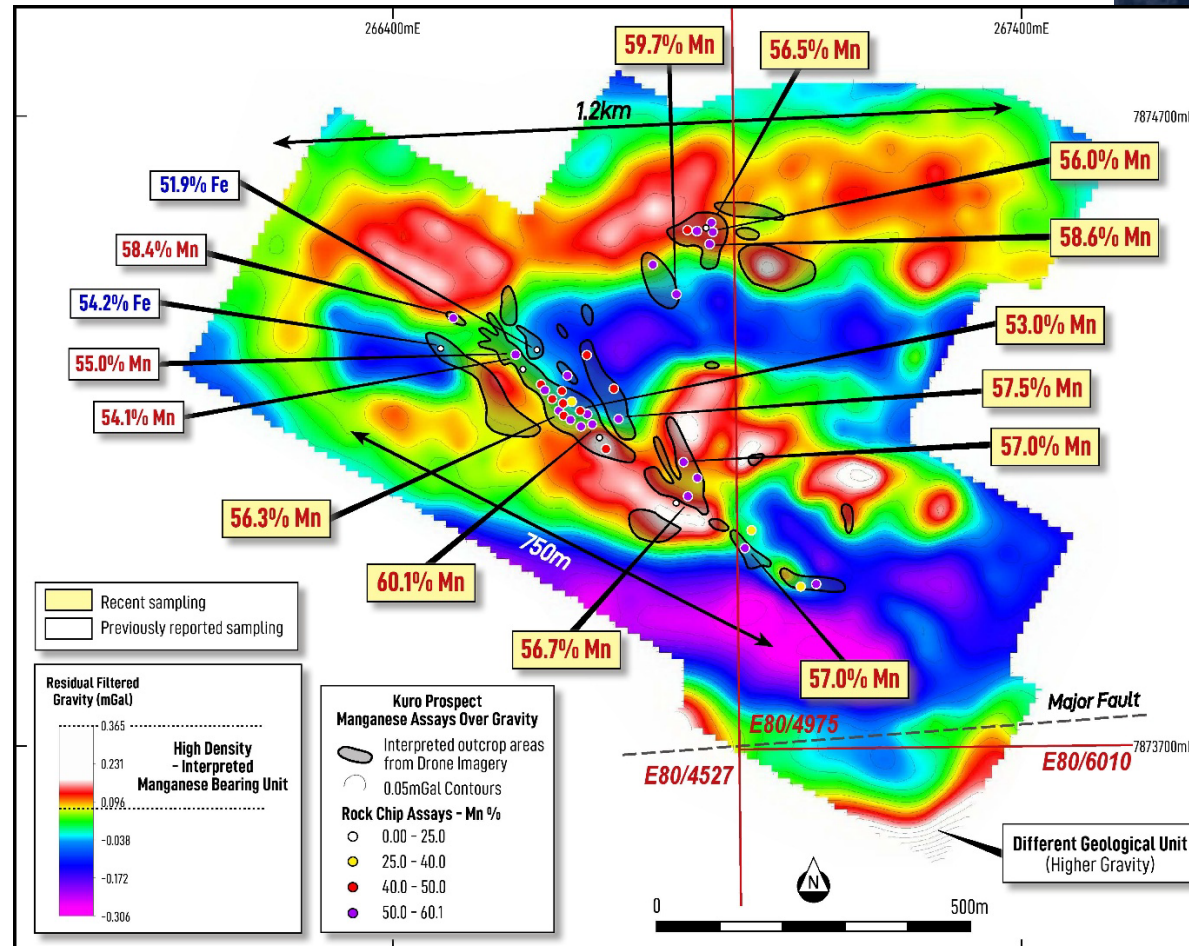 266400mE
267400mE
59.7% Mn
56.5% Mn
1.2km
7874700mN
56.0% Mn
51.9% Fe
58.6% Mn
58.4% Mn
54.2% Fe
53.0% Mn
55.0% Mn
57.5% Mn
54.1% Mn
57.0% Mn
56.3% Mn
750m
60.1% Mn
56.7% Mn
57.0% Mn
Recent sampling
Previously reported sampling
Residual Filtered
Gravity (mGal)
0.365
0.231
0.096
-0.038
-0.172
-0.306
High Density
- Interpreted
Manganese Bearing Unit
Kuro Prospect
Manganese Assays Over Gravity
Interpreted outcrop areas
from Drone Imagery
0.05mGal Contours
Rock Chip Assays - Mn %
0.00 - 25.0
25.0 - 40.0
40.0 - 50.0
50.0 - 60.1
Major Fault
E80/4975
7873700mN
E80/4527
E80/6010
Different Geological Unit
(Higher Gravity)
N
0
500m